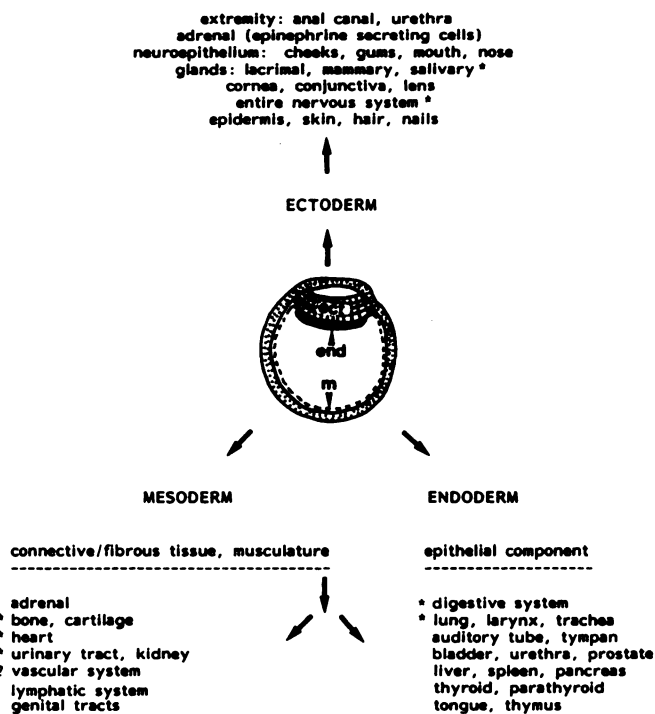 extremity: anal canal, urethra
adrenal (epinephrine secreting cells)
neuroepithelium: cheeks, gums, mouth, nose
glands: lacrimal, mammary, salivary *
cornea, conjunctiva, lens
entire nervous system *
epidermis, skin, hair, nails
ECTODERM
ect
end
m
MESODERM
connective/fibrous tissue, musculature
adrenal
* bone, cartilage
* heart
* urinary tract, kidney
? vascular system
lymphatic system
genital tracts
ENDODERM
epithelial component
* digestive system
* lung, larynx, trachea
auditory tube, tympan
bladder, urethra, prostate
liver, spleen, pancreas
thyroid, parathyroid
tongue, thymus